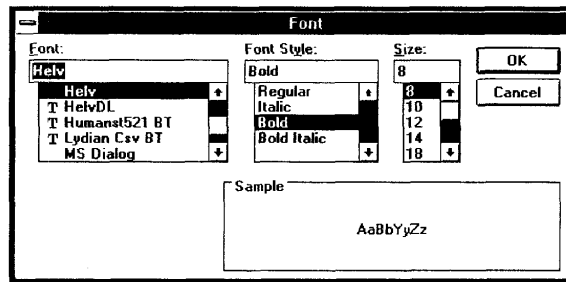 Font
Font: Font Style: Size:
Helv Bold 8 OK
Helv Regular 8 Cancel
T HelvDL Italic 10
T Humanst521 BT Bold 12
T Lydian Csv BT Bold Italic 14
MS Dialog 18
Sample
AaBbYyZz